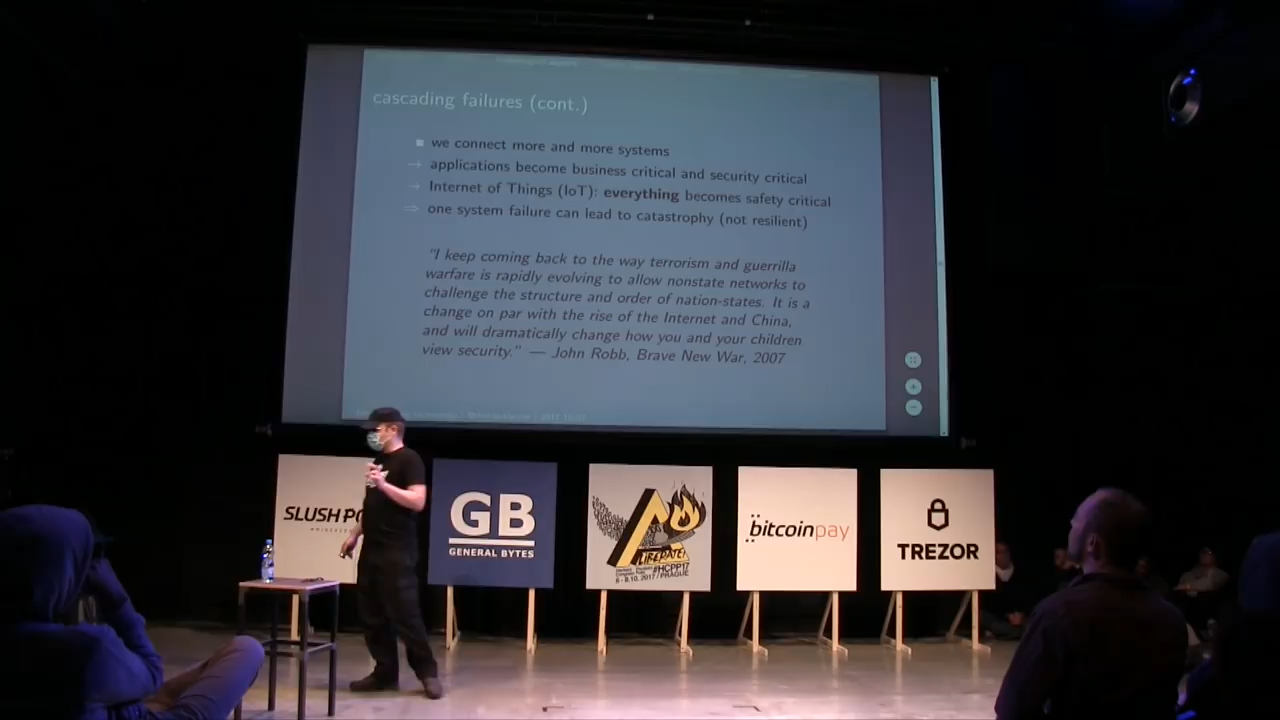 cascading failures (cont.)
we connect more and more systems
→ applications become business critical and security critical
→ Internet of Things (IoT): everything becomes safety critical
⇒ one system failure can lead to catastrophy (not resilient)
"I keep coming back to the way terrorism and guerrilla
warfare is rapidly evolving to allow nonstate networks to
challenge the structure and order of nation-states. It is a
change on par with the rise of the Internet and China,
and will dramatically change how you and your children
view security." — John Robb, Brave New War, 2007
SLUSH PO
GB
GENERAL BYTES
LIBERATE!
#HCPP17
6 - 8.10. 2017 / PRAGUE
bitcoinpay
TREZOR